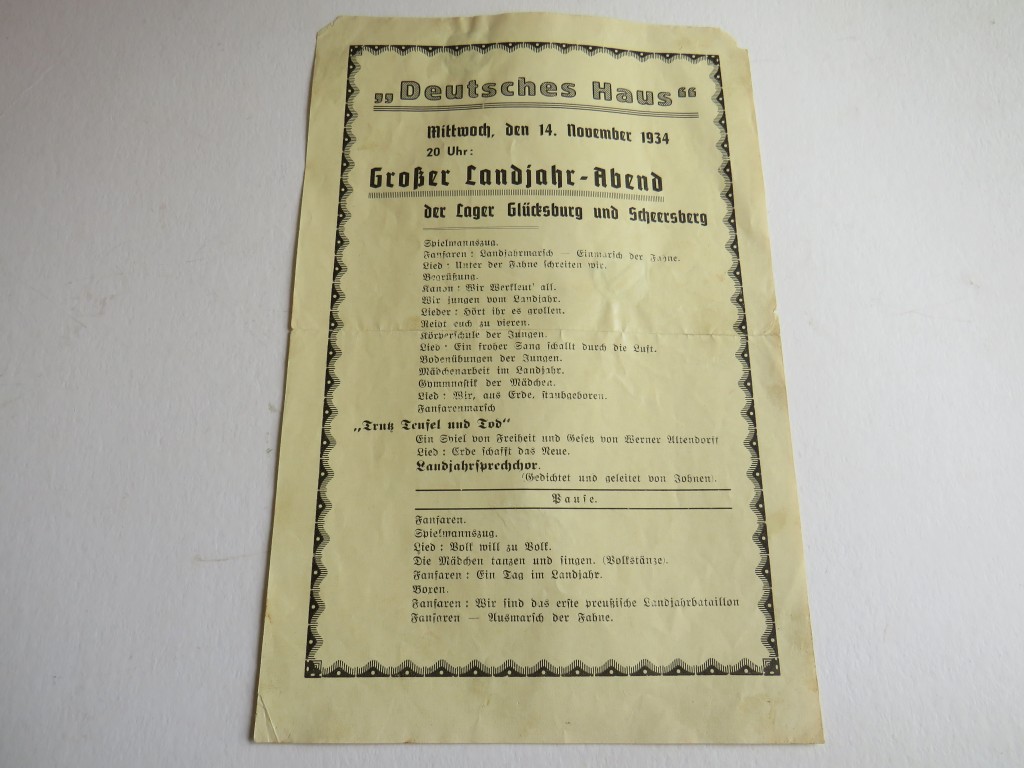 „Deutsches Haus“
Mittwoch, den 14. November 1934
20 Uhr:
Großer Landjahr-Abend
der Lager Glücksburg und Scheersberg
Spielmannszug.
Fanfaren: Landjahrmarsch — Einmarsch der Fahne.
Lied: Unter der Fahne schreiten wir.
Begrüßung.
Kanon: Wir Werkleut' all.
Wir jungen vom Landjahr.
Lieder: Hört ihr es grollen.
Neigt euch zu vieren.
Körperschule der Jungen.
Lied: Ein froher Sang schallt durch die Luft.
Bodenübungen der Jungen.
Mädchenarbeit im Landjahr.
Gymnastik der Mädchen.
Lied: Wir, aus Erde, staubgeboren.
Fanfarenmarsch
„Trutz Teufel und Tod“
Ein Spiel von Freiheit und Gesetz von Werner Altendorff
Lied: Erde schafft das Neue.
Landjahrsprechchor.
(Gedichtet und geleitet von Johnen).
Pause.
Fanfaren.
Spielmannszug.
Lied: Volk will zu Volk.
Die Mädchen tanzen und singen. (Volkstänze).
Fanfaren: Ein Tag im Landjahr.
Boxen.
Fanfaren: Wir sind das erste preußische Landjahrbataillon
Fanfaren — Ausmarsch der Fahne.